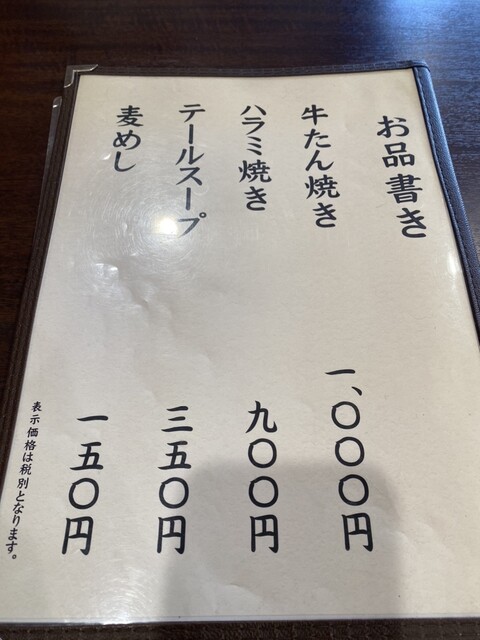 お品書き
牛たん焼き 一、〇〇〇円
ハラミ焼き 九〇〇円
テールスープ 三五〇円
麦めし 一五〇円
表示価格は税別となります。